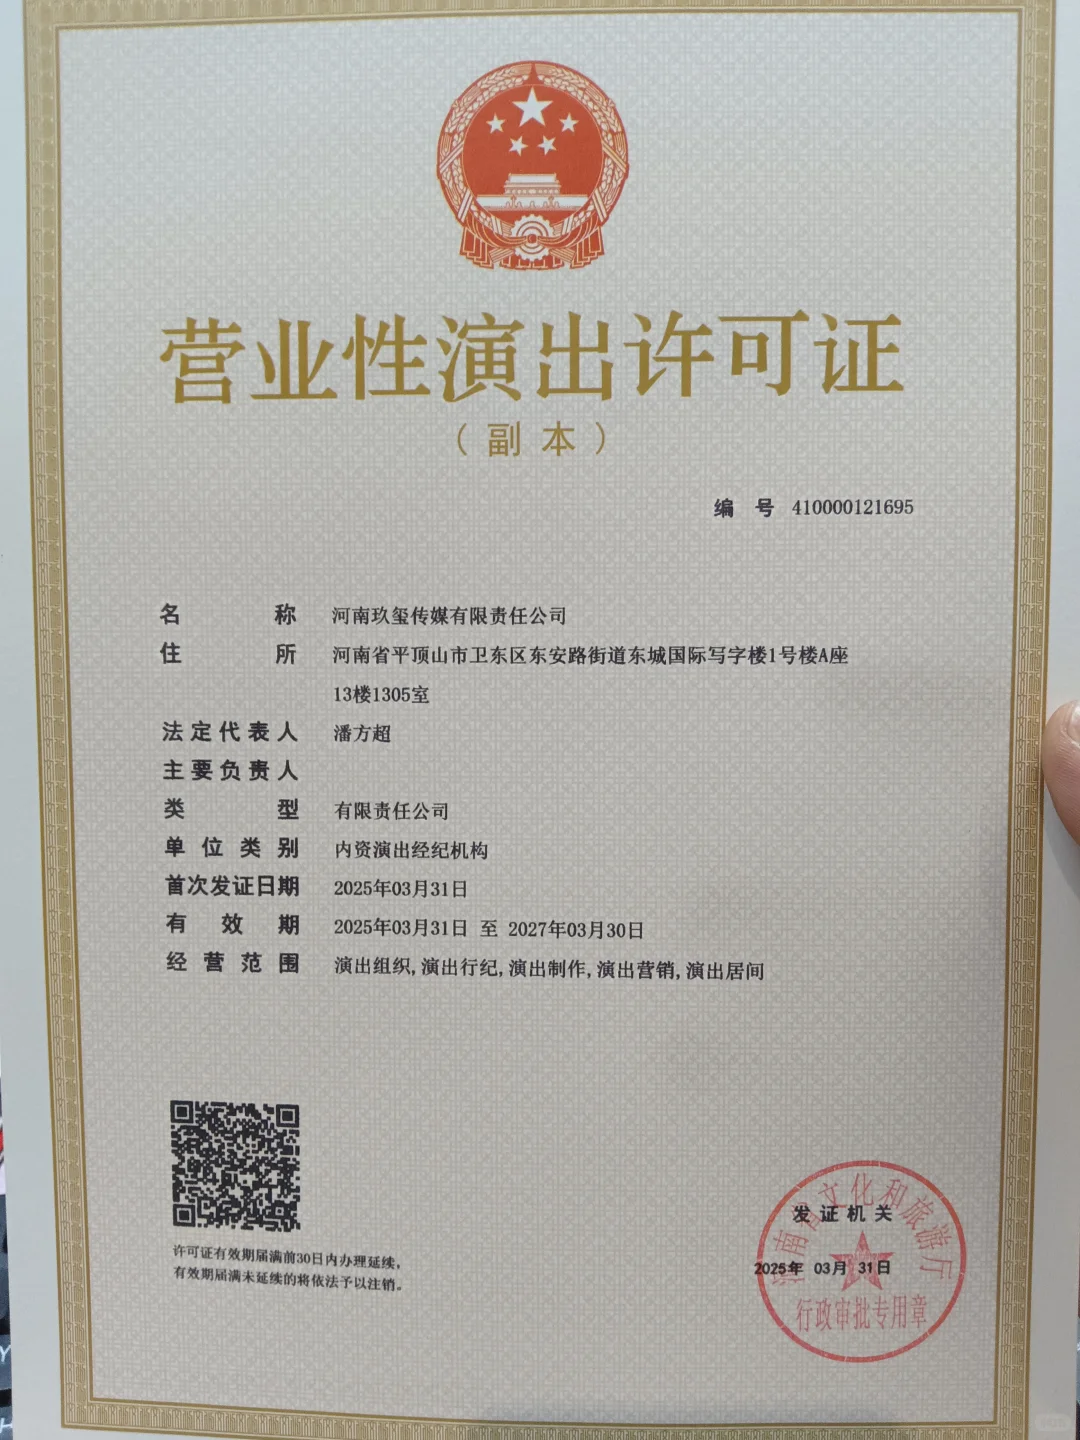 营业性演出许可证
（副本）
编 号 410000121695
名 称 河南玖玺传媒有限责任公司
住 所 河南省平顶山市卫东区东安路街道东城国际写字楼1号楼A座
13楼1305室
法定代表人 潘方超
主要负责人
类 型 有限责任公司
单位类别 内资演出经纪机构
首次发证日期 2025年03月31日
有 效 期 2025年03月31日 至 2027年03月30日
经营范围 演出组织,演出行纪,演出制作,演出营销,演出居间
许可证有效期届满前30日内办理延续,
有效期届满未延续的将依法予以注销。
河南省文化和旅游厅
发证机关
2025年 03月 31日
行政审批专用章
Y
H